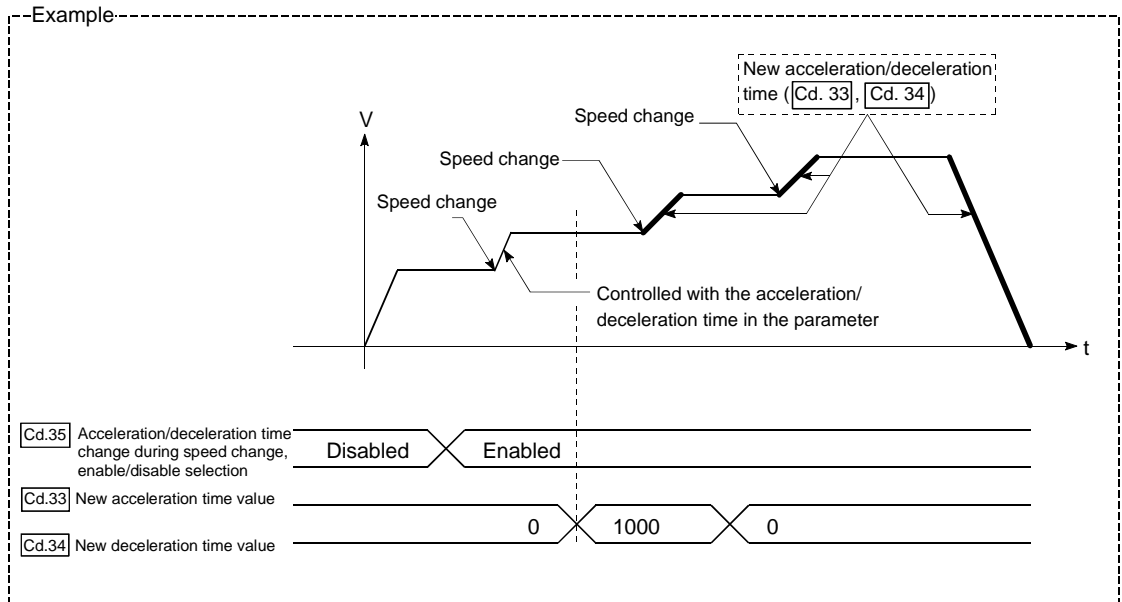 Example
New acceleration/deceleration
time ( Cd. 33 , Cd. 34 )
Speed change
V
Speed change
Speed change
Controlled with the acceleration/
deceleration time in the parameter
t
Cd.35 Acceleration/deceleration time
change during speed change,
enable/disable selection
Disabled
Enabled
Cd.33 New acceleration time value
0
1000
0
Cd.34 New deceleration time value